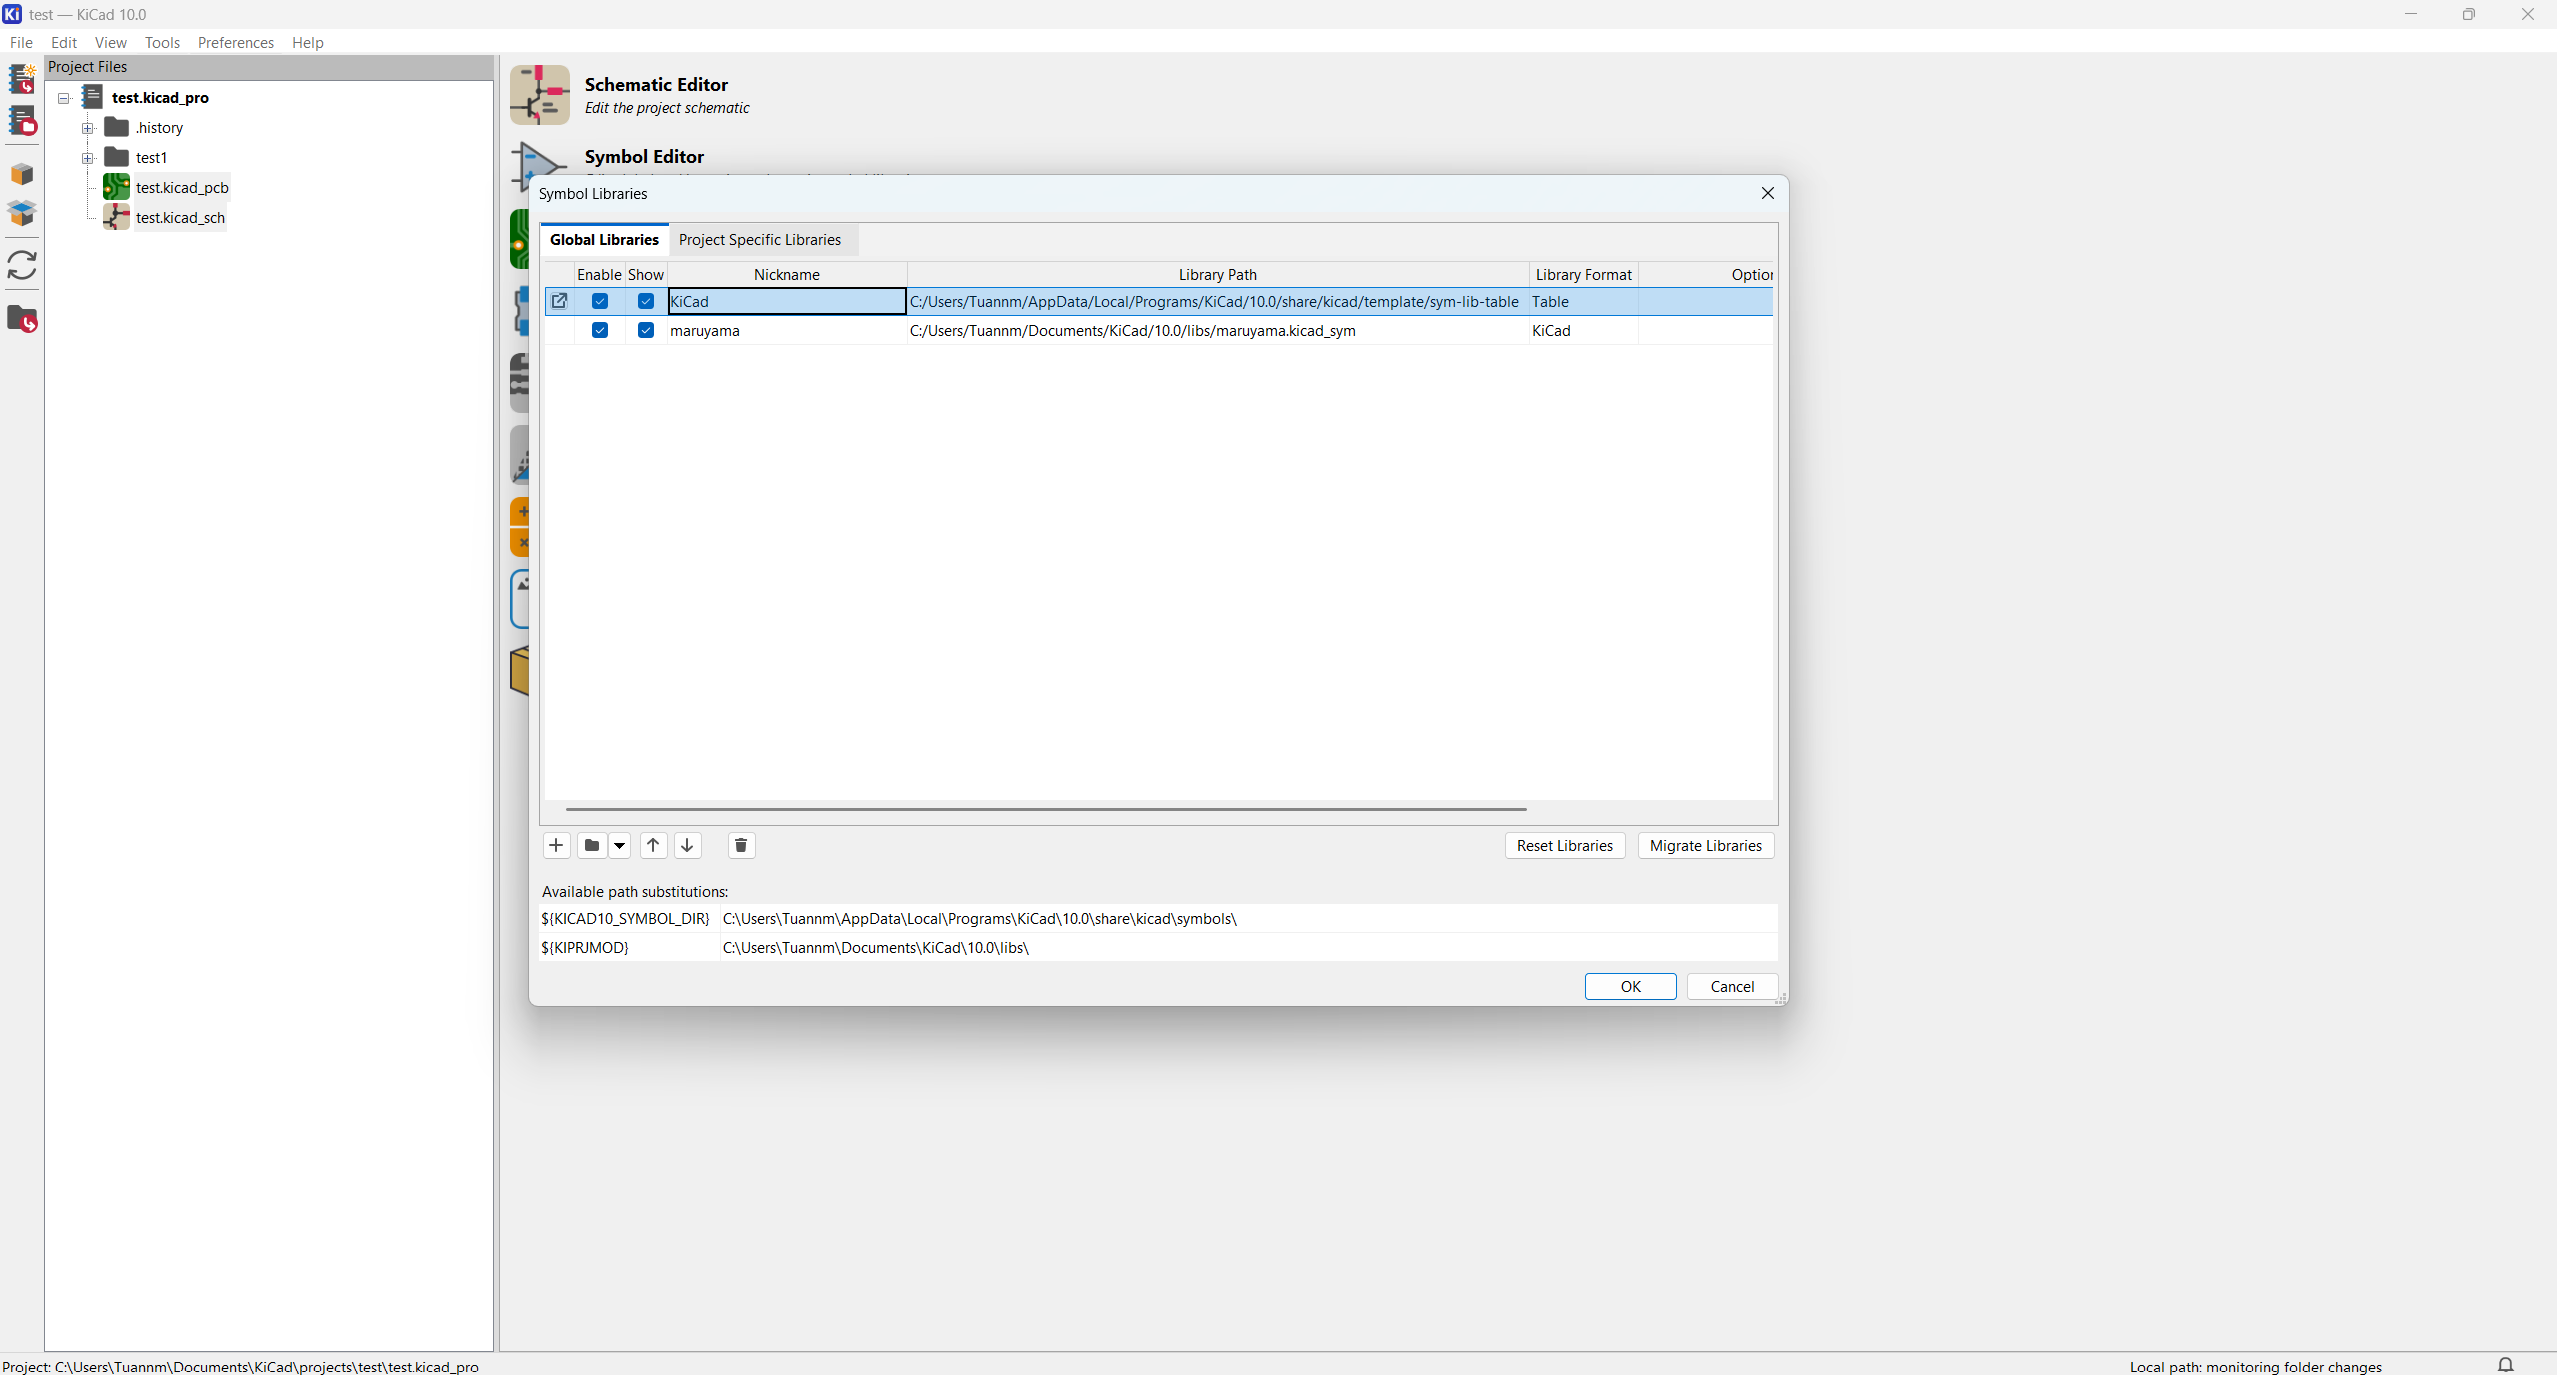 test — KiCad 10.0
File Edit View Tools Preferences Help
Project Files
test.kicad_pro
.history
test1
test.kicad_pcb
test.kicad_sch
Schematic Editor
Edit the project schematic
Symbol Editor
Symbol Libraries
Global Libraries Project Specific Libraries
Enable Show Nickname Library Path Library Format Option
KiCad C:/Users/Tuannm/AppData/Local/Programs/KiCad/10.0/share/kicad/template/sym-lib-table Table
maruyama C:/Users/Tuannm/Documents/KiCad/10.0/libs/maruyama.kicad_sym KiCad
Reset Libraries Migrate Libraries
Available path substitutions:
${KICAD10_SYMBOL_DIR} C:\Users\Tuannm\AppData\Local\Programs\KiCad\10.0\share\kicad\symbols\
${KIPRJMOD} C:\Users\Tuannm\Documents\KiCad\10.0\libs\
OK Cancel
Project: C:\Users\Tuannm\Documents\KiCad\projects\test\test.kicad_pro
Local path: monitoring folder changes